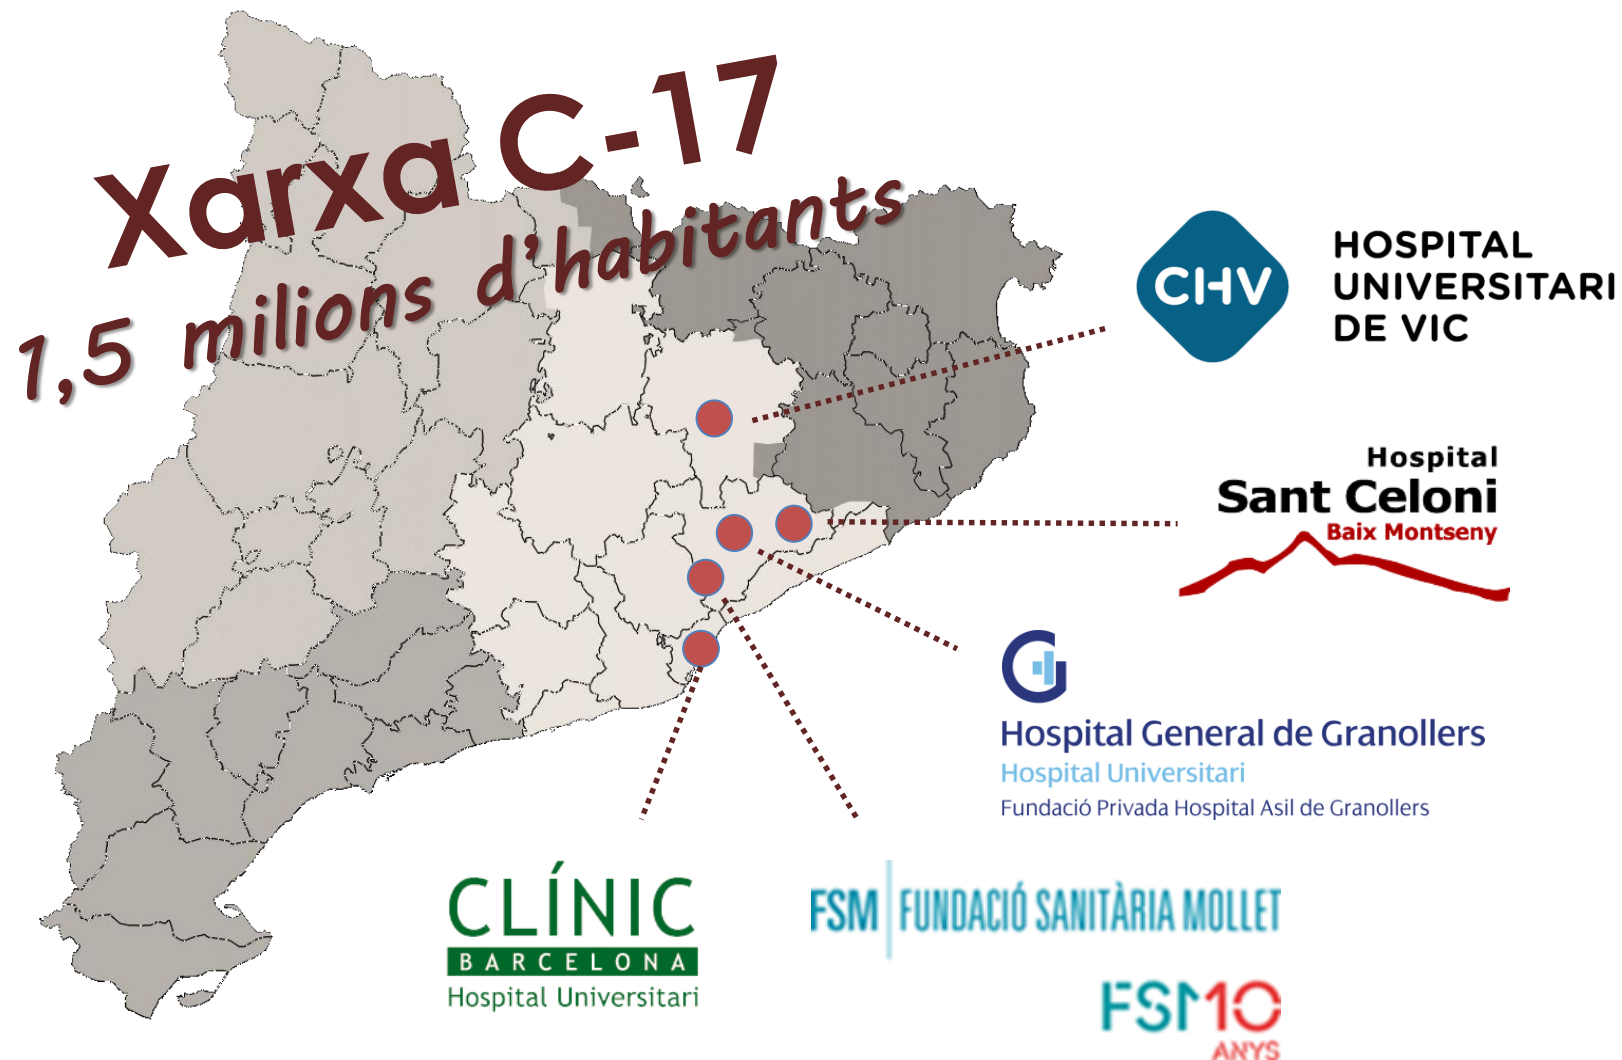 Xarxa C-17
1,5 milions d'habitants
CHV
HOSPITAL
UNIVERSITARI
DE VIC
Hospital
Sant Celoni
Baix Montseny
Hospital General de Granollers
Hospital Universitari
Fundació Privada Hospital Asil de Granollers
CLÍNIC
BARCELONA
Hospital Universitari
FSM FUNDACIÓ SANITÀRIA MOLLET
FSM10
ANYS